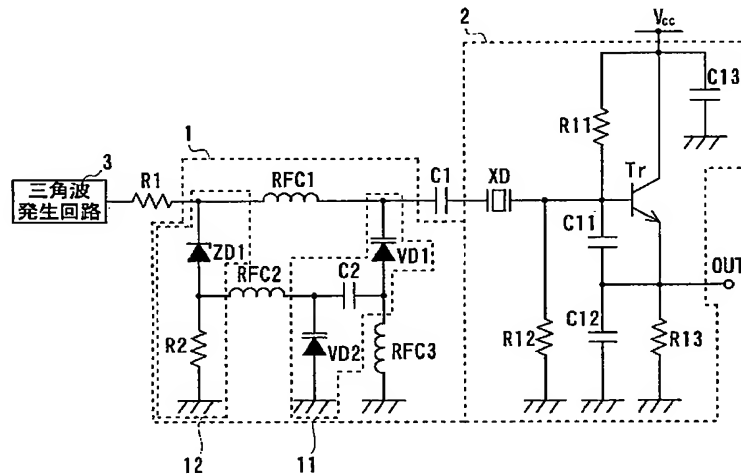 2
Vcc
C13
1
3
R11
RFC1
C1
XD
R1
三角波
発生回路
Tr
ZD1
VD1
C11
RFC2
C2
OUT
R2
VD2
RFC3
R12
C12
R13
12
11